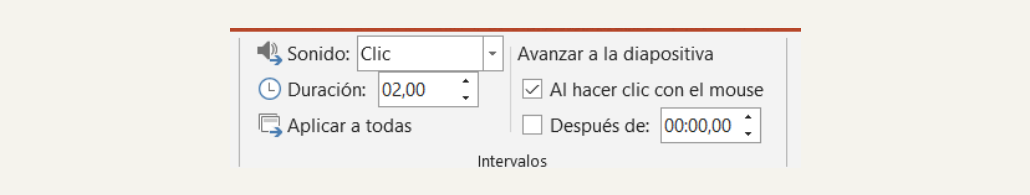 Sonido: Clic
Duración: 02,00
Aplicar a todas
Avanzar a la diapositiva
Al hacer clic con el mouse
Después de: 00:00,00
Intervalos